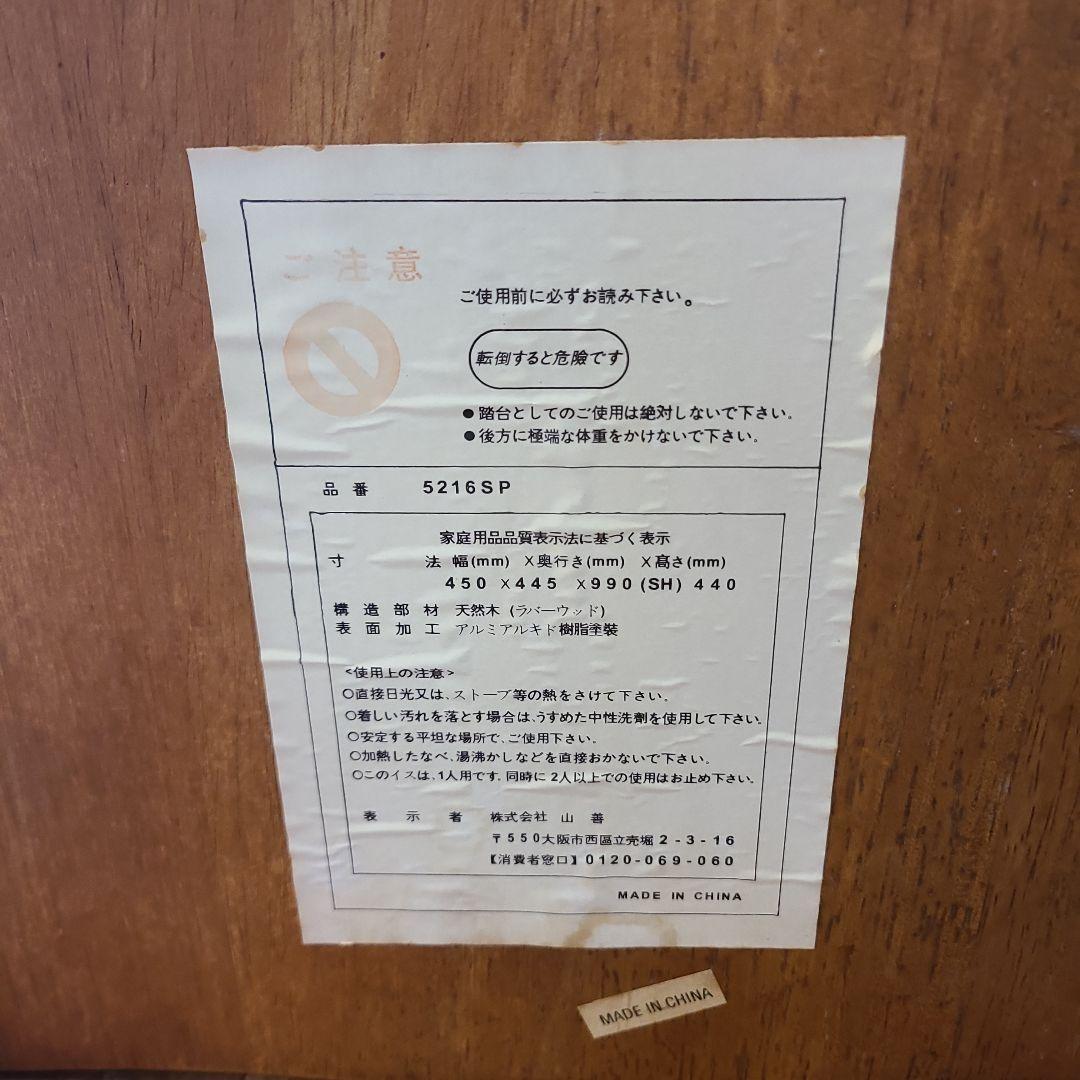 ご注意
ご使用前に必ずお読み下さい。
転倒すると危険です
●踏台としてのご使用は絶対しないで下さい。
●後方に極端な体重をかけないで下さい。
品番 5216SP
家庭用品品質表示法に基づく表示
寸 法 幅(mm) ×奥行き(mm) ×高さ(mm)
450 ×445 ×990(SH) 440
構造部材 天然木 (ラバーウッド)
表面加工 アルミアルキド樹脂塗装
<使用上の注意>
○直接日光又は、ストーブ等の熱をさけて下さい。
○着しい汚れを落とす場合は、うすめた中性洗剤を使用して下さい。
○安定する平坦な場所で、ご使用下さい。
○加熱したなべ、湯沸かしなどを直接おかないで下さい。
○このイスは、1人用です. 同時に2人以上での使用はお止め下さい。
表示者 株式会社 山善
〒550大阪市西區立売堀2-3-16
【消費者窓口】0120-069-060
MADE IN CHINA
MADE IN CHINA